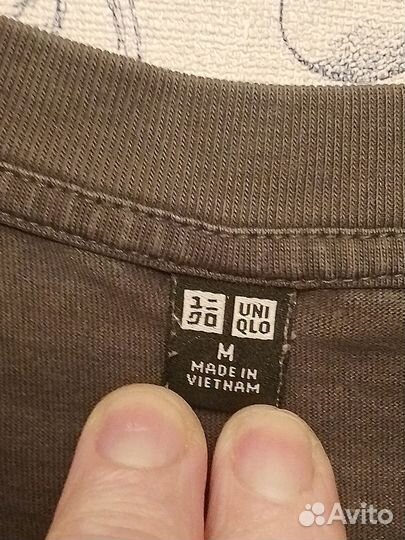 ユニ UNI
クロ QLO
M
MADE IN
VIETNAM
Avito